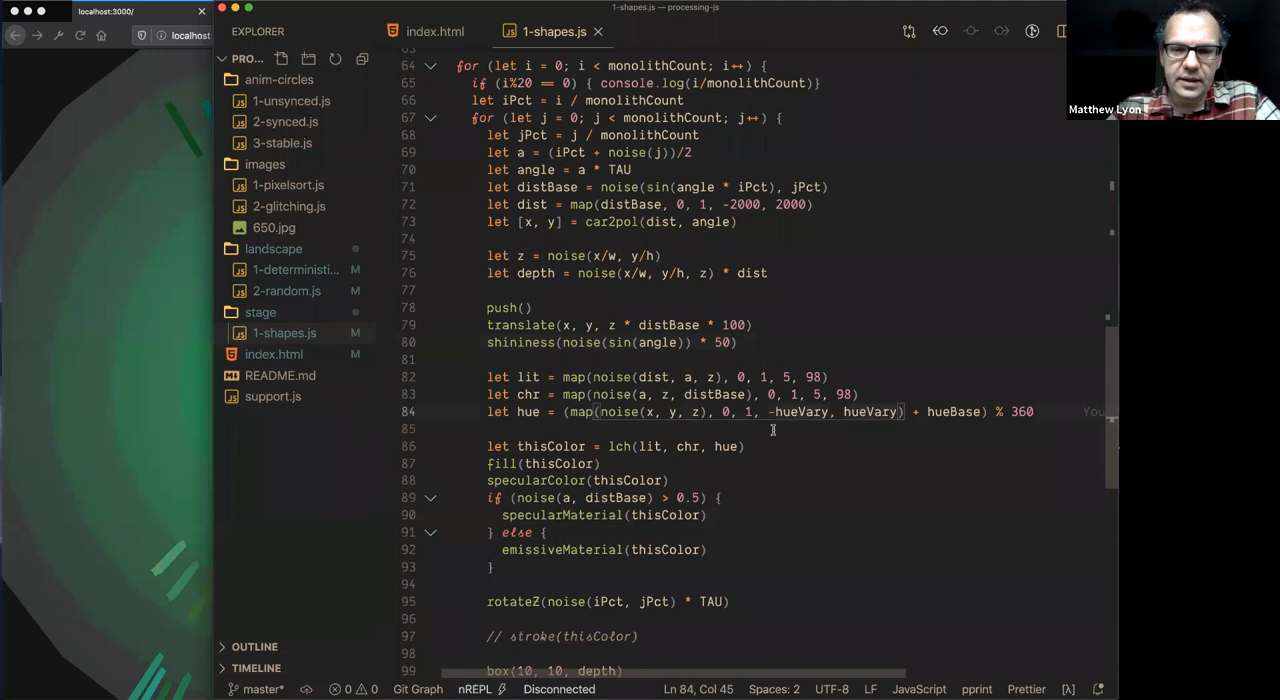 localhost:3000/
localhost
1-shapes.js — processing-js
EXPLORER
index.html
1-shapes.js
PRO...
anim-circles
1-unsynced.js
2-synced.js
3-stable.js
images
1-pixelsort.js
2-glitching.js
650.jpg
landscape
1-deterministi... M
2-random.js M
stage
1-shapes.js M
index.html M
README.md
support.js
OUTLINE
TIMELINE
63
64 for (let i = 0; i < monolithCount; i++) {
65 if (i%20 == 0) { console.log(i/monolithCount)}
66 let iPct = i / monolithCount
67 for (let j = 0; j < monolithCount; j++) {
68 let jPct = j / monolithCount
69 let a = (iPct + noise(j))/2
70 let angle = a * TAU
71 let distBase = noise(sin(angle * iPct), jPct)
72 let dist = map(distBase, 0, 1, -2000, 2000)
73 let [x, y] = car2pol(dist, angle)
74
75 let z = noise(x/w, y/h)
76 let depth = noise(x/w, y/h, z) * dist
77
78 push()
79 translate(x, y, z * distBase * 100)
80 shininess(noise(sin(angle)) * 50)
81
82 let lit = map(noise(dist, a, z), 0, 1, 5, 98)
83 let chr = map(noise(a, z, distBase), 0, 1, 5, 98)
84 let hue = (map(noise(x, y, z), 0, 1, -hueVary, hueVary) + hueBase) % 360 You
85
86 let thisColor = lch(lit, chr, hue)
87 fill(thisColor)
88 specularColor(thisColor)
89 if (noise(a, distBase) > 0.5) {
90 specularMaterial(thisColor)
91 } else {
92 emissiveMaterial(thisColor)
93 }
94
95 rotateZ(noise(iPct, jPct) * TAU)
96
97 // stroke(thisColor)
98
99 box(10, 10, depth)
master* 0 0 Git Graph nREPL Disconnected Ln 84, Col 45 Spaces: 2 UTF-8 LF JavaScript pprint Prettier [λ]
Matthew Lyon